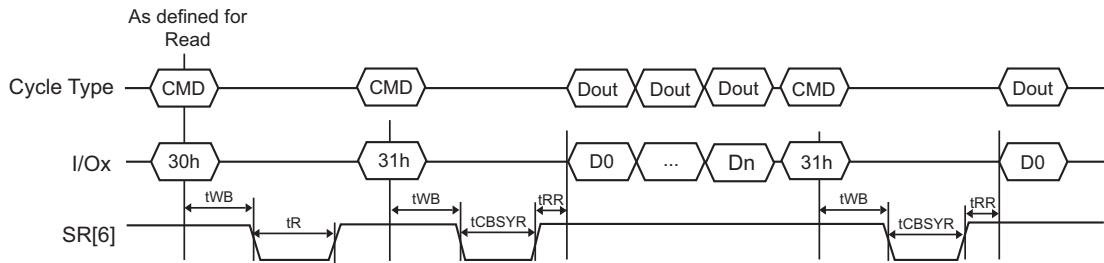 As defined for
Read
Cycle Type CMD CMD Dout Dout Dout CMD Dout
I/Ox 30h 31h D0 ... Dn 31h D0
tWB tR tWB tCBSYR tRR tWB tCBSYR tRR
SR[6]